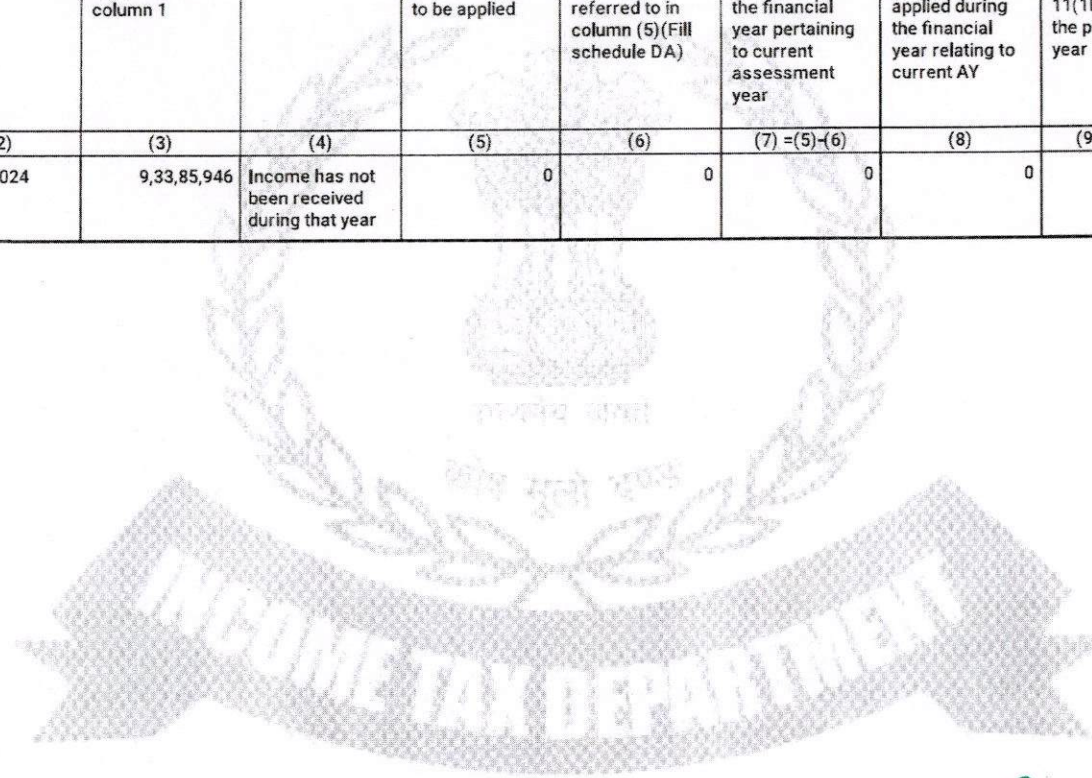 column 1
to be applied
referred to in
column (5)(Fill
schedule DA)
the financial
year pertaining
to current
assessment
year
applied during
the financial
year relating to
current AY
the p
year
2) (3) (4) (5) (6) (7) =(5)-(6) (8) (9
024 9,33,85,946 Income has not
been received
during that year
0 0 0 0
सत्यमेव जयते
INCOME TAX DEPARTMENT